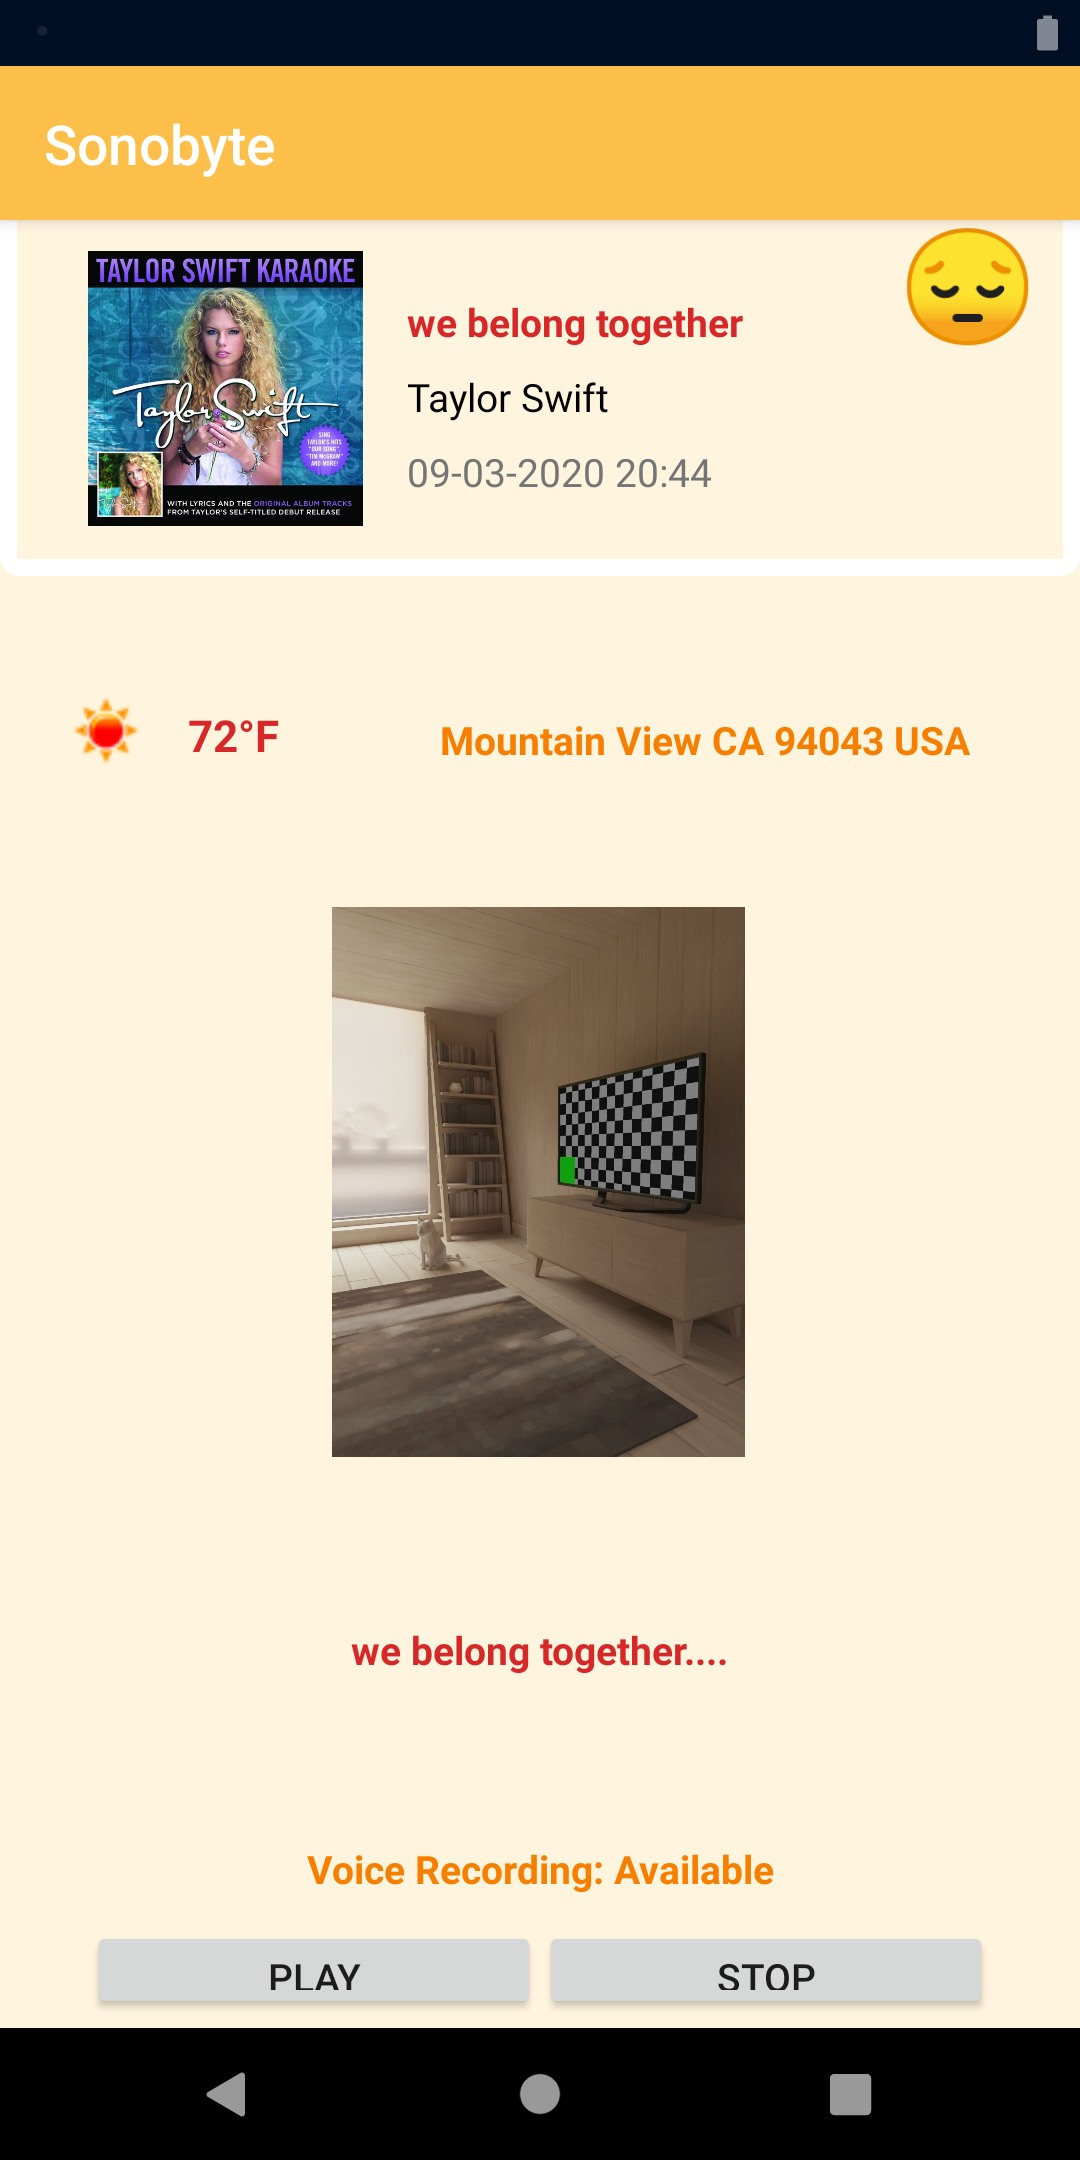 Sonobyte
TAYLOR SWIFT KARAOKE
Taylor Swift
SING
TAYLOR'S HITS
"OUR SONG",
"TIM McGRAW"
AND MORE!
WITH LYRICS AND THE ORIGINAL ALBUM TRACKS
FROM TAYLOR'S SELF-TITLED DEBUT RELEASE
we belong together
Taylor Swift
09-03-2020 20:44
72°F
Mountain View CA 94043 USA
we belong together....
Voice Recording: Available
PLAY
STOP